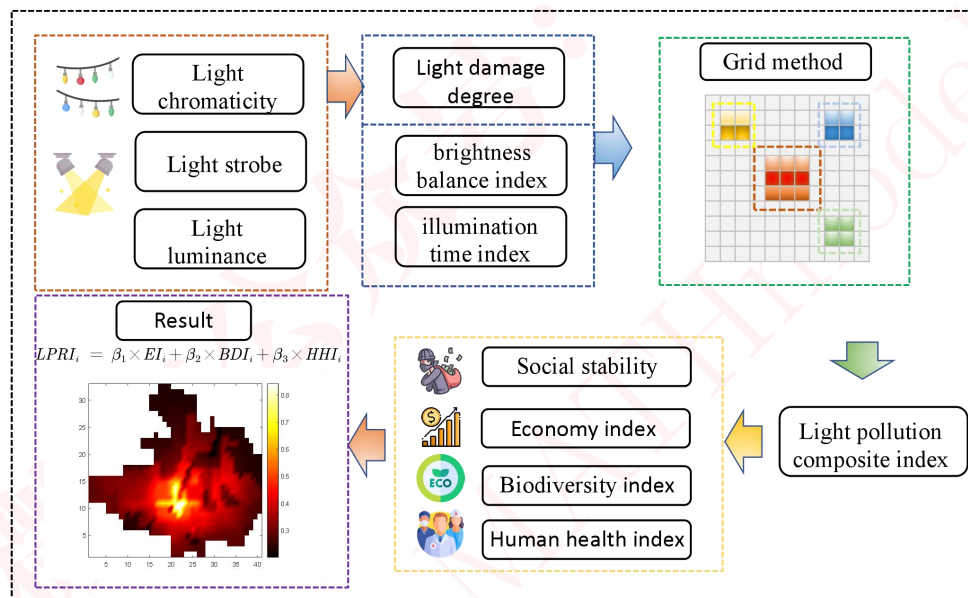 Light
chromaticity
Light strobe
Light
luminance
Light damage
degree
brightness
balance index
illumination
time index
Grid method
Light pollution
composite index
Social stability
Economy index
ECO
Biodiversity index
Human health index
Result
LPRI_i = β_1 × EI_i + β_2 × BDI_i + β_3 × HHI_i
30
25
20
15
10
5
5 10 15 20 25 30 35 40
0.8
0.7
0.6
0.5
0.4
0.3